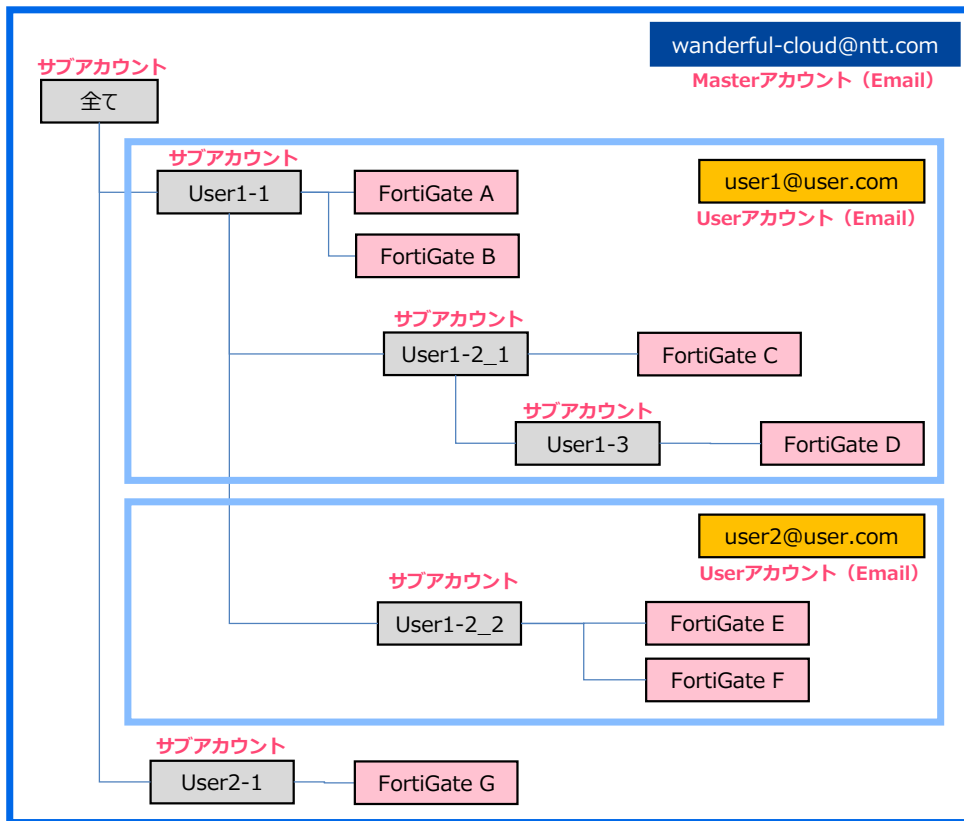 wanderful-cloud@ntt.com
Masterアカウント（Email）
サブアカウント
全て
サブアカウント
User1-1
FortiGate A
user1@user.com
Userアカウント（Email）
FortiGate B
サブアカウント
User1-2_1
FortiGate C
サブアカウント
User1-3
FortiGate D
user2@user.com
Userアカウント（Email）
サブアカウント
User1-2_2
FortiGate E
FortiGate F
サブアカウント
User2-1
FortiGate G